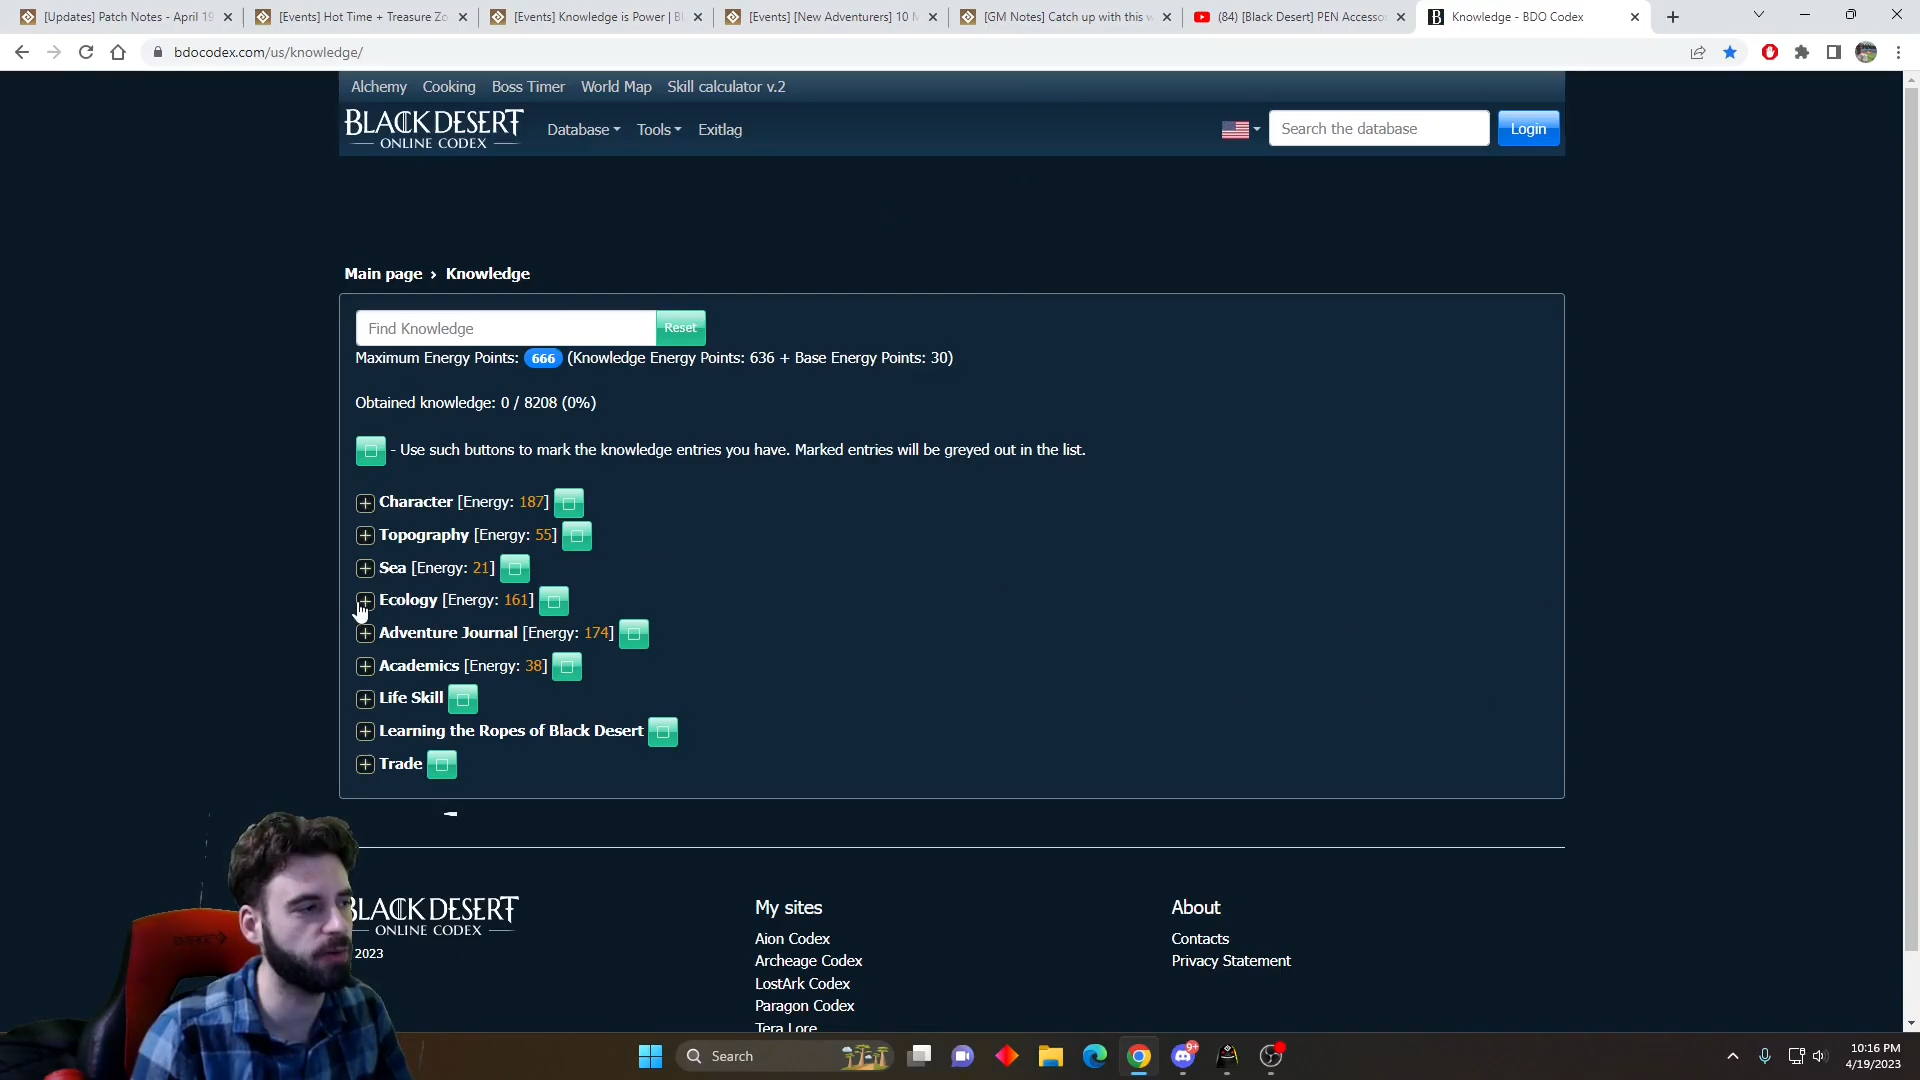 [Updates] Patch Notes - April 19
[Events] Hot Time + Treasure Zo
[Events] Knowledge is Power | Bl
[Events] [New Adventurers] 10 M
[GM Notes] Catch up with this w
(84) [Black Desert] PEN Accessor
Knowledge - BDO Codex
bdocodex.com/us/knowledge/
Alchemy Cooking Boss Timer World Map Skill calculator v.2
BLACK DESERT
ONLINE CODEX
Database Tools Exitlag
Search the database
Login
Main page › Knowledge
Find Knowledge
Reset
Maximum Energy Points: 666 (Knowledge Energy Points: 636 + Base Energy Points: 30)
Obtained knowledge: 0 / 8208 (0%)
- Use such buttons to mark the knowledge entries you have. Marked entries will be greyed out in the list.
Character [Energy: 187]
Topography [Energy: 55]
Sea [Energy: 21]
Ecology [Energy: 161]
Adventure Journal [Energy: 174]
Academics [Energy: 38]
Life Skill
Learning the Ropes of Black Desert
Trade
BLACK DESERT
ONLINE CODEX
2023
My sites
Aion Codex
Archeage Codex
LostArk Codex
Paragon Codex
Tera Lore
About
Contacts
Privacy Statement
Search
9+
10:16 PM
4/19/2023